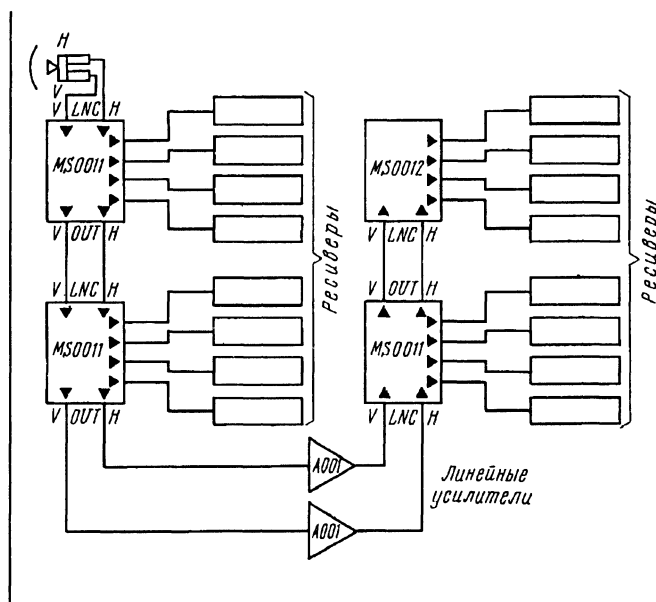 H
V
V LNC H
MS0011
V OUT H
V LNC H
MS0011
V OUT H
Ресиверы
MS0012
V LNC H
V OUT H
MS0011
V LNC H
Ресиверы
A001
A001
Линейные
усилители